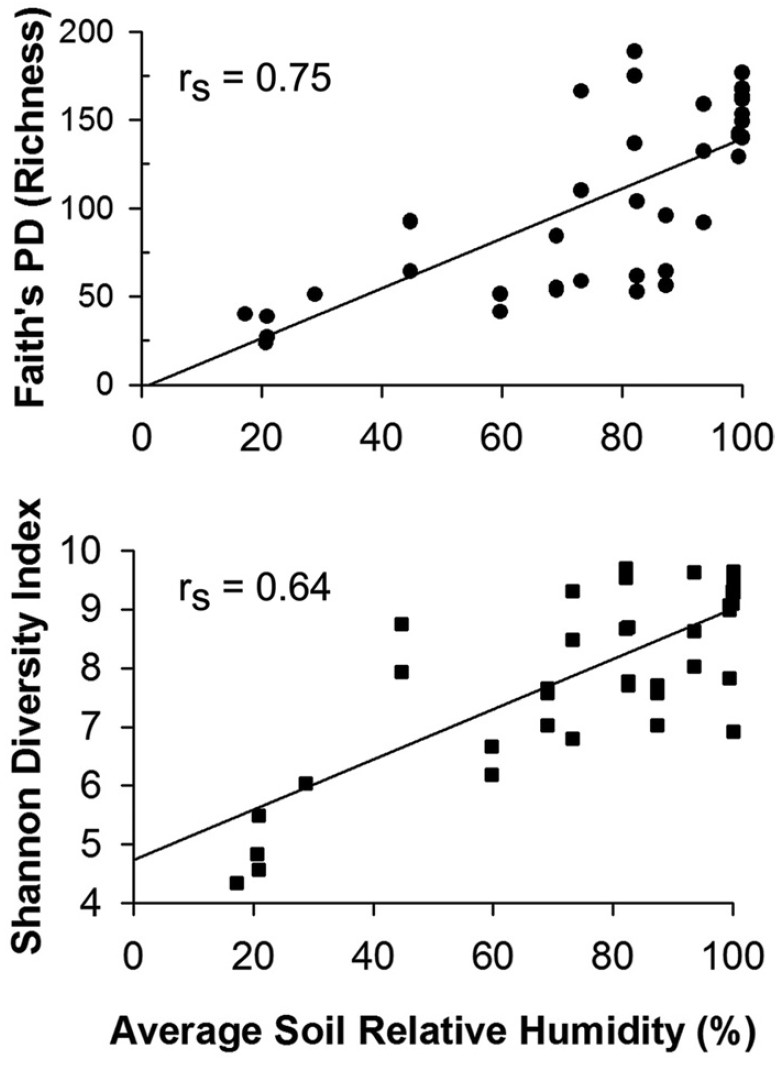 Faith's PD (Richness)
200
150
100
50
0
rs = 0.75
0 20 40 60 80 100
Shannon Diversity Index
10
9
8
7
6
5
4
rs = 0.64
0 20 40 60 80 100
Average Soil Relative Humidity (%)